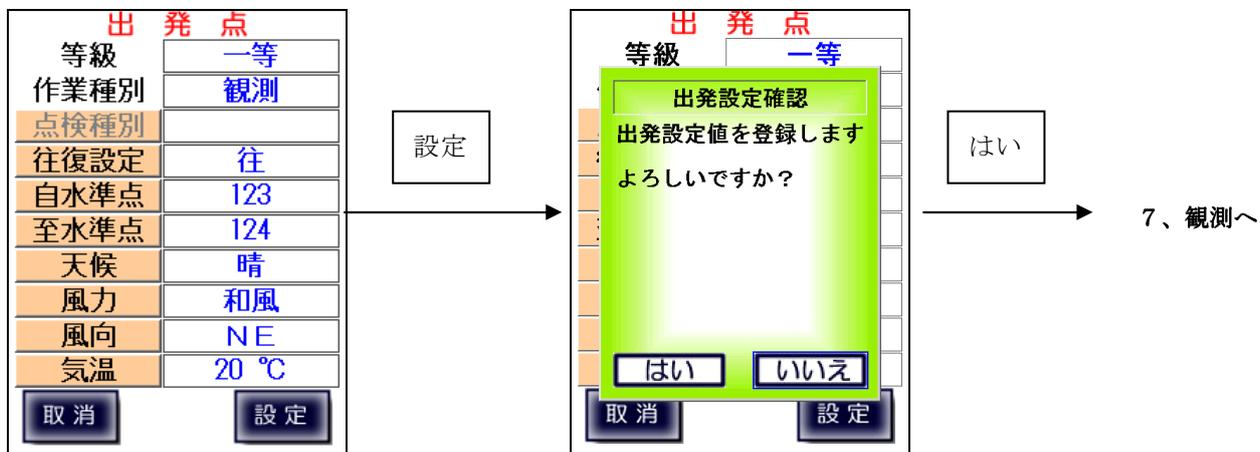 出 発 点
等級 一等
作業種別 観測
点検種別
往復設定 往
自水準点 123
至水準点 124
天候 晴
風力 和風
風向 NE
気温 20 ℃
取消 設定
設定
出 発 点
等級 一等
出発設定確認
出発設定値を登録します
よろしいですか？
はい いいえ
取消 設定
はい
7、観測へ